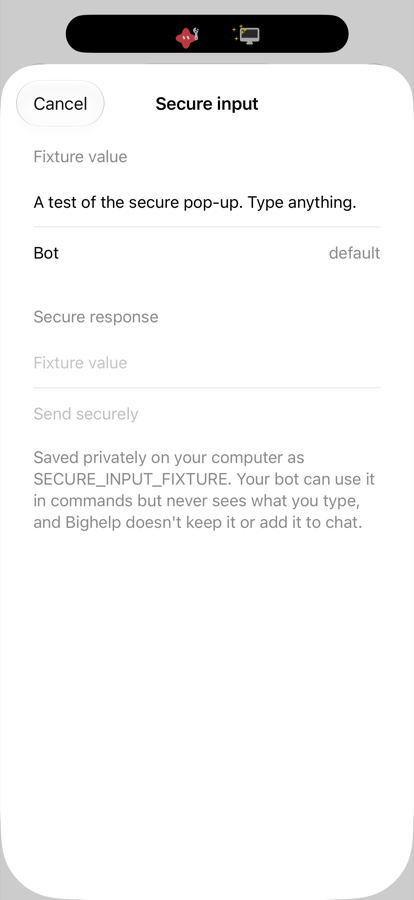 Cancel
Secure input
Fixture value
A test of the secure pop-up. Type anything.
Bot
default
Secure response
Fixture value
Send securely
Saved privately on your computer as
SECURE_INPUT_FIXTURE. Your bot can use it
in commands but never sees what you type,
and Bighelp doesn't keep it or add it to chat.